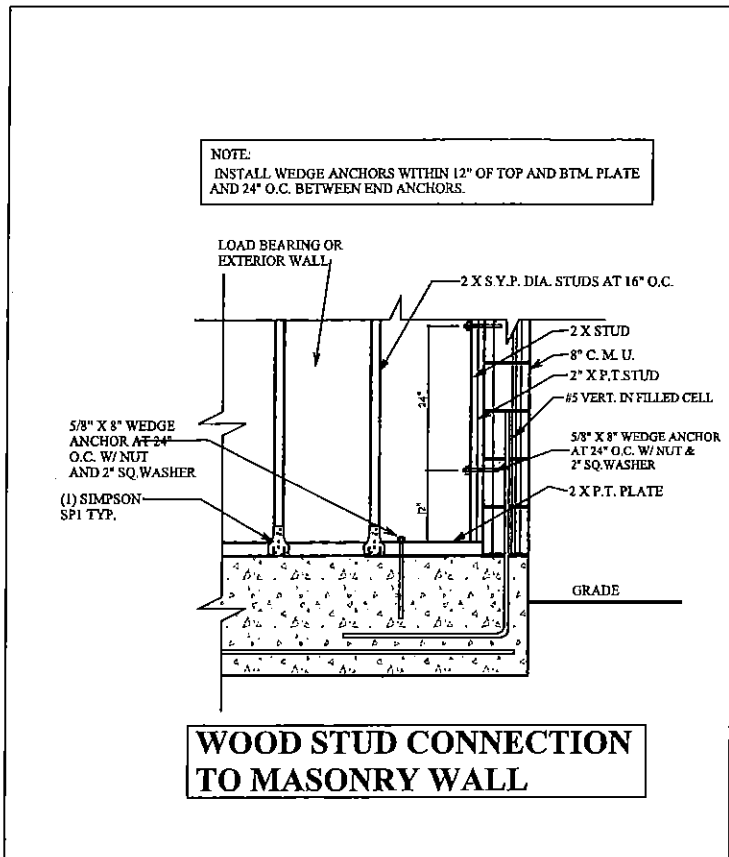 NOTE:
INSTALL WEDGE ANCHORS WITHIN 12" OF TOP AND BTM. PLATE
AND 24" O.C. BETWEEN END ANCHORS.
LOAD BEARING OR
EXTERIOR WALL
2 X S.Y.P. DIA. STUDS AT 16" O.C.
2 X STUD
8" C. M. U.
2" X P.T.STUD
#5 VERT. IN FILLED CELL
24"
5/8" X 8" WEDGE
ANCHOR AT 24"
O.C. W/ NUT
AND 2" SQ.WASHER
5/8" X 8" WEDGE ANCHOR
AT 24" O.C. W/ NUT &
2" SQ.WASHER
(1) SIMPSON
SP1 TYP.
12"
2 X P.T. PLATE
GRADE
WOOD STUD CONNECTION
TO MASONRY WALL